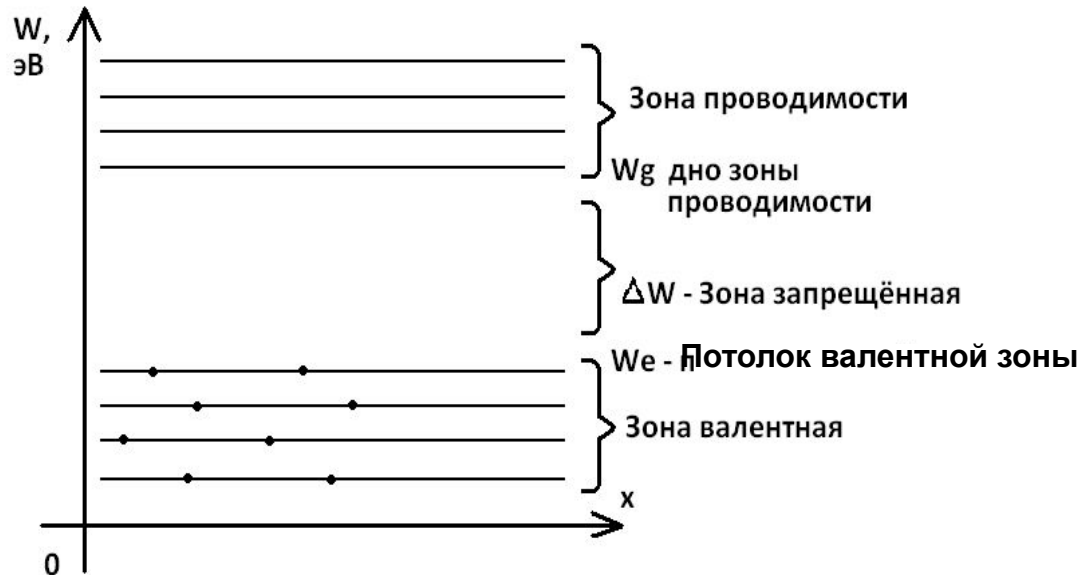 W,
эВ
Зона проводимости
Wg дно зоны
проводимости
ΔW - Зона запрещённая
We - Потолок валентной зоны
Зона валентная
x
0